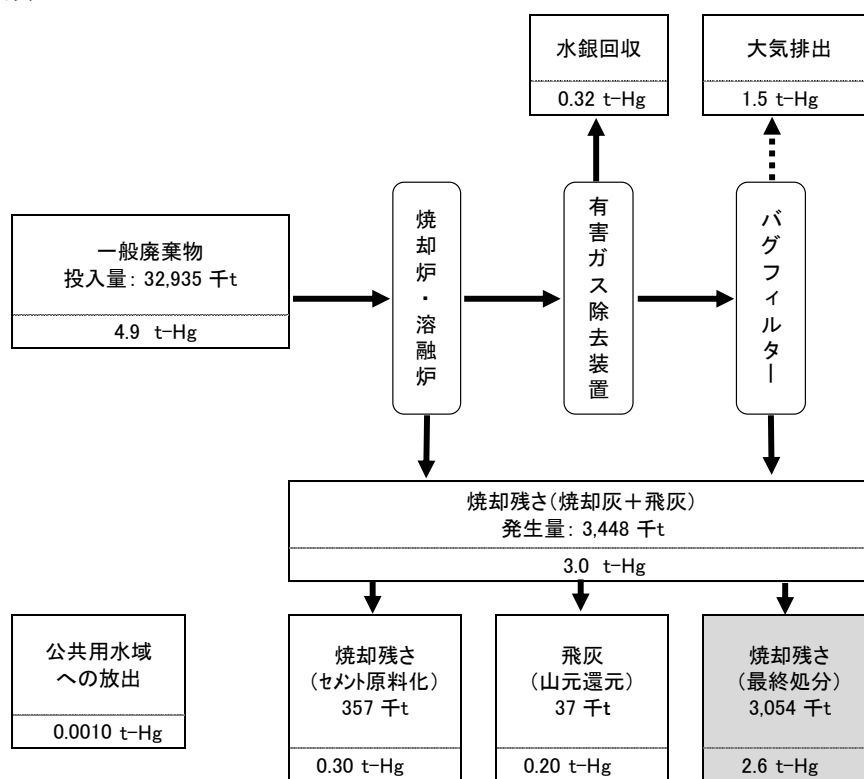 水銀回収
0.32 t-Hg
大気排出
1.5 t-Hg
一般廃棄物
投入量: 32,935 千t
4.9 t-Hg
焼却炉・溶融炉
有害ガス除去装置
バグフィルター
焼却残さ(焼却灰＋飛灰)
発生量: 3,448 千t
3.0 t-Hg
公共用水域
への放出
0.0010 t-Hg
焼却残さ
(セメント原料化)
357 千t
0.30 t-Hg
飛灰
(山元還元)
37 千t
0.20 t-Hg
焼却残さ
(最終処分)
3,054 千t
2.6 t-Hg